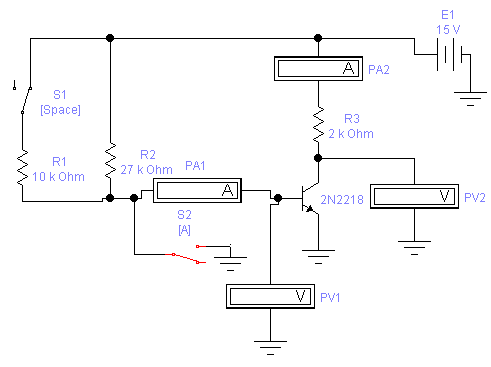 E1
15 V
A
PA2
S1
[Space]
R3
2 k Ohm
R1
10 k Ohm
R2
27 k Ohm
PA1
A
2N2218
V
PV2
S2
[A]
V
PV1